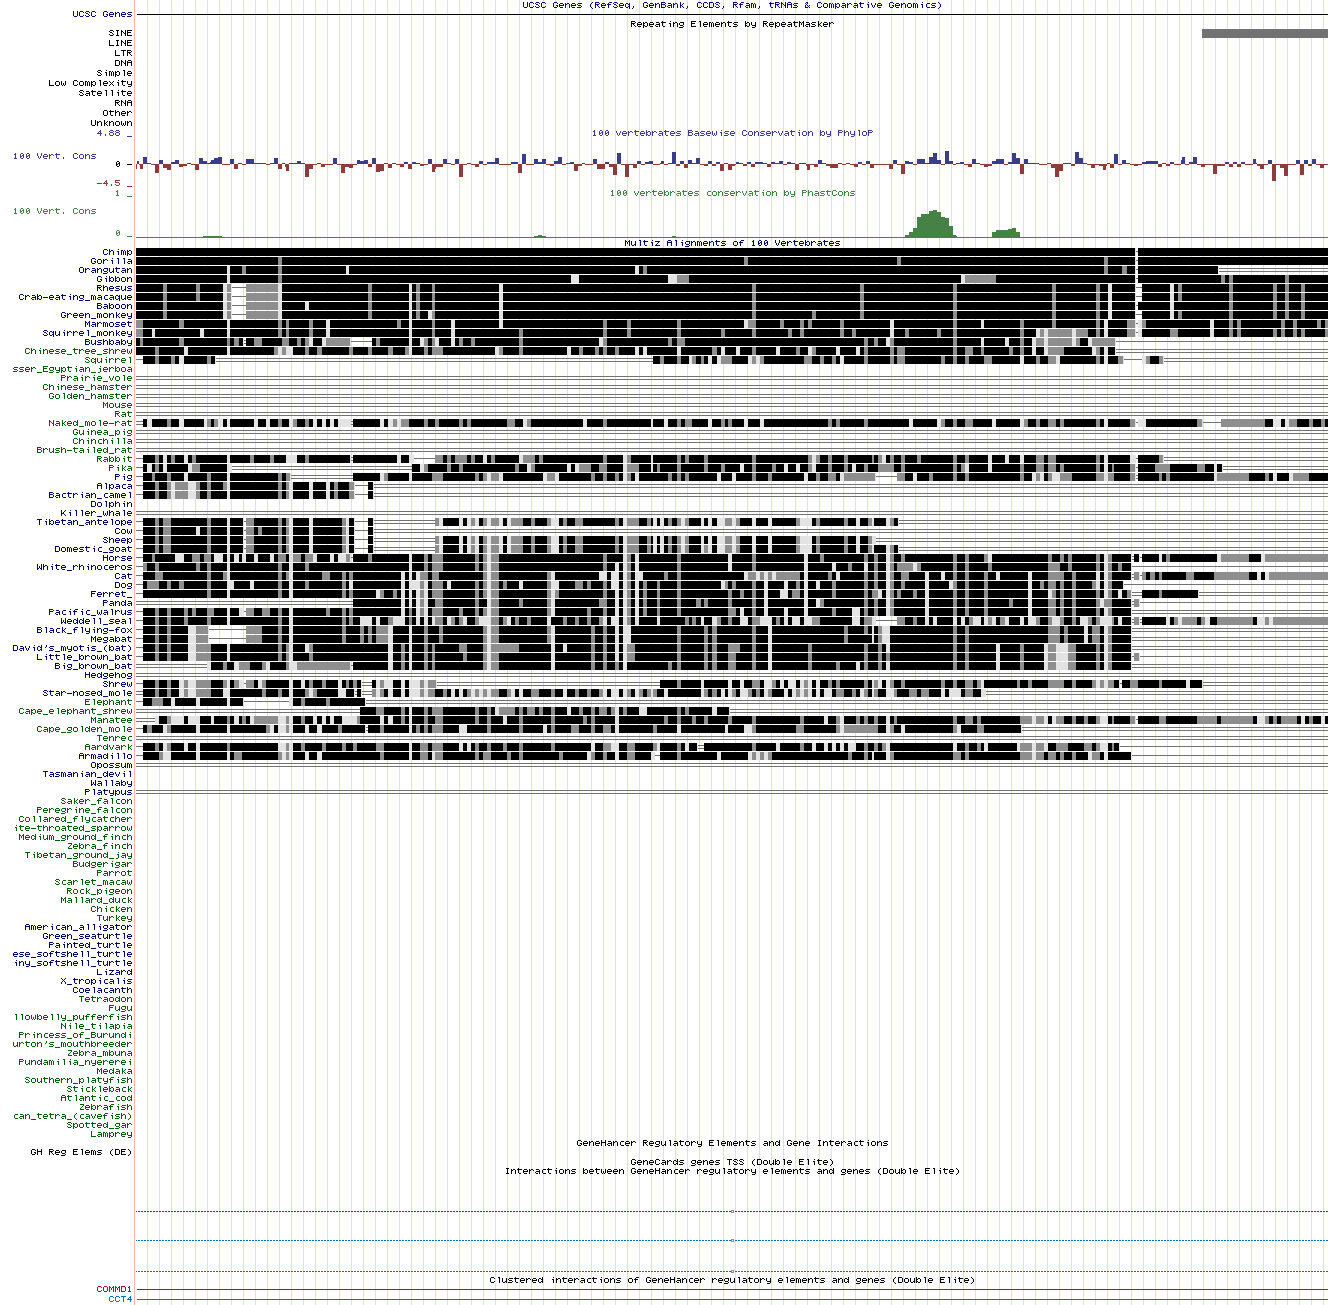 UCSC Genes (RefSeq, GenBank, CCDS, Rfam, tRNAs & Comparative Genomics)
UCSC Genes
Repeating Elements by RepeatMasker
SINE
LINE
LTR
DNA
Simple
Low Complexity
Satellite
RNA
Other
Unknown
4.88 _
100 vertebrates Basewise Conservation by PhyloP
100 Vert. Cons
0 -
-4.5 _
1 _
100 vertebrates conservation by PhastCons
100 Vert. Cons
0 _
Multiz Alignments of 100 Vertebrates
Chimp
Gorilla
Orangutan
Gibbon
Rhesus
Crab-eating_macaque
Baboon
Green_monkey
Marmoset
Squirrel_monkey
Bushbaby
Chinese_tree_shrew
Squirrel
sser_Egyptian_jerboa
Prairie_vole
Chinese_hamster
Golden_hamster
Mouse
Rat
Naked_mole-rat
Guinea_pig
Chinchilla
Brush-tailed_rat
Rabbit
Pika
Pig
Alpaca
Bactrian_camel
Dolphin
Killer_whale
Tibetan_antelope
Cow
Sheep
Domestic_goat
Horse
White_rhinoceros
Cat
Dog
Ferret_
Panda
Pacific_walrus
Weddell_seal
Black_flying-fox
Megabat
David's_myotis_(bat)
Little_brown_bat
Big_brown_bat
Hedgehog
Shrew
Star-nosed_mole
Elephant
Cape_elephant_shrew
Manatee
Cape_golden_mole
Tenrec
Aardvark
Armadillo
Opossum
Tasmanian_devil
Wallaby
Platypus
Saker_falcon
Peregrine_falcon
Collared_flycatcher
ite-throated_sparrow
Medium_ground_finch
Zebra_finch
Tibetan_ground_jay
Budgerigar
Parrot
Scarlet_macaw
Rock_pigeon
Mallard_duck
Chicken
Turkey
American_alligator
Green_seaturtle
Painted_turtle
ese_softshell_turtle
iny_softshell_turtle
Lizard
X_tropicalis
Coelacanth
Tetraodon
Fugu
llowbelly_pufferfish
Nile_tilapia
Princess_of_Burundi
urton's_mouthbreeder
Zebra_mbuna
Pundamilia_nyererei
Medaka
Southern_platyfish
Stickleback
Atlantic_cod
Zebrafish
can_tetra_(cavefish)
Spotted_gar
Lamprey
GeneHancer Regulatory Elements and Gene Interactions
GH Reg Elems (DE)
GeneCards genes TSS (Double Elite)
Interactions between GeneHancer regulatory elements and genes (Double Elite)
Clustered interactions of GeneHancer regulatory elements and genes (Double Elite)
COMMD1
CCT4